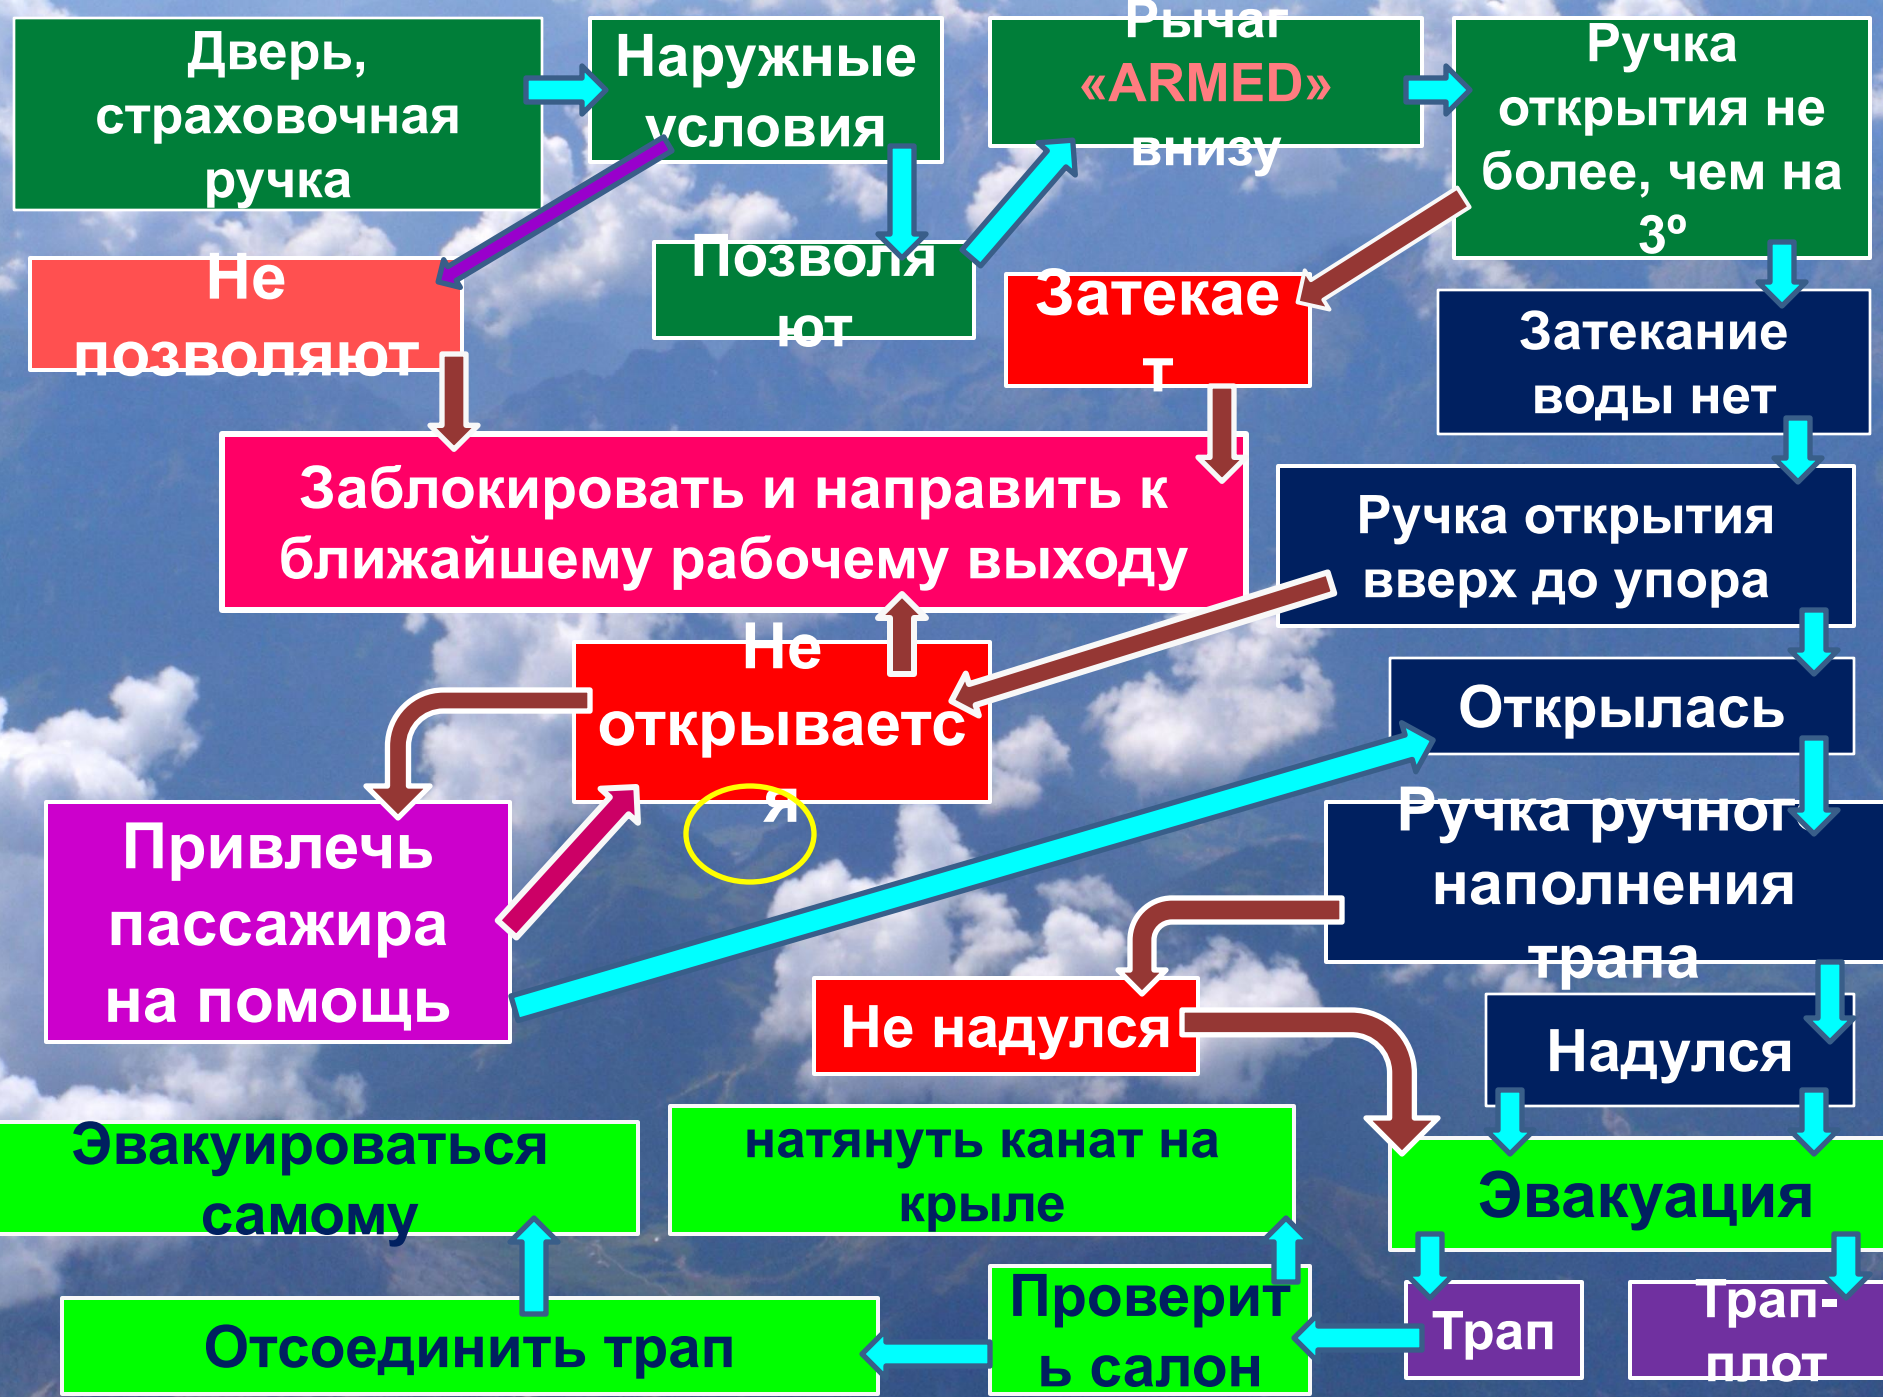 Дверь,
страховочная
ручка
Наружные
условия
Рычаг
«ARMED»
внизу
Ручка
открытия не
более, чем на
3º
Не
позволяют
Позволя
ют
Затекае
т
Затекание
воды нет
Заблокировать и направить к
ближайшему рабочему выходу
Ручка открытия
вверх до упора
Не
открываетс
я
Открылась
Привлечь
пассажира
на помощь
Ручка ручного
наполнения
трапа
Не надулся
Надулся
Эвакуироваться
самому
натянуть канат на
крыле
Эвакуация
Отсоединить трап
Проверит
ь салон
Трап
Трап-
плот